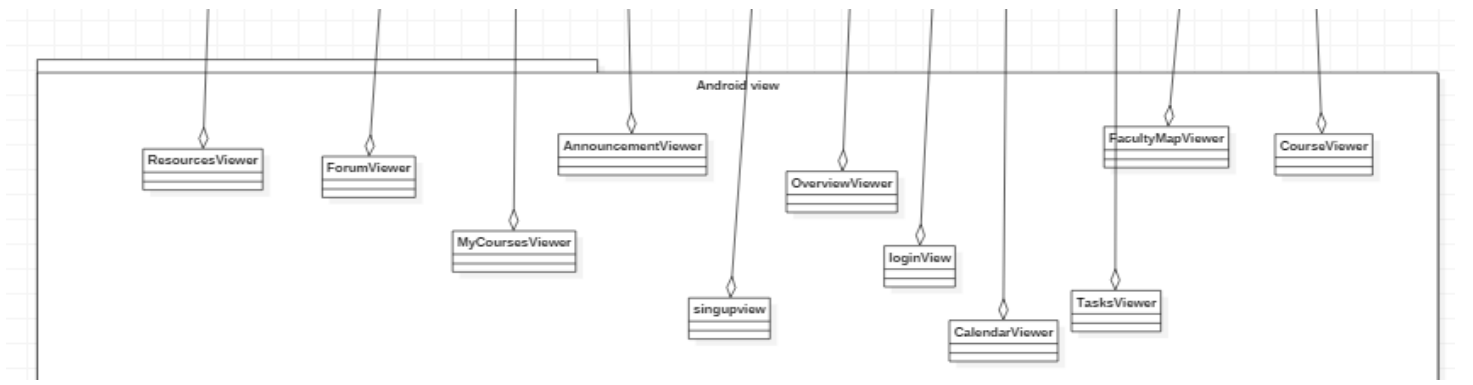 Android view
ResourcesViewer
ForumViewer
MyCoursesViewer
AnnouncementViewer
singupview
OverviewViewer
loginView
CalendarViewer
TasksViewer
FacultyMapViewer
CourseViewer